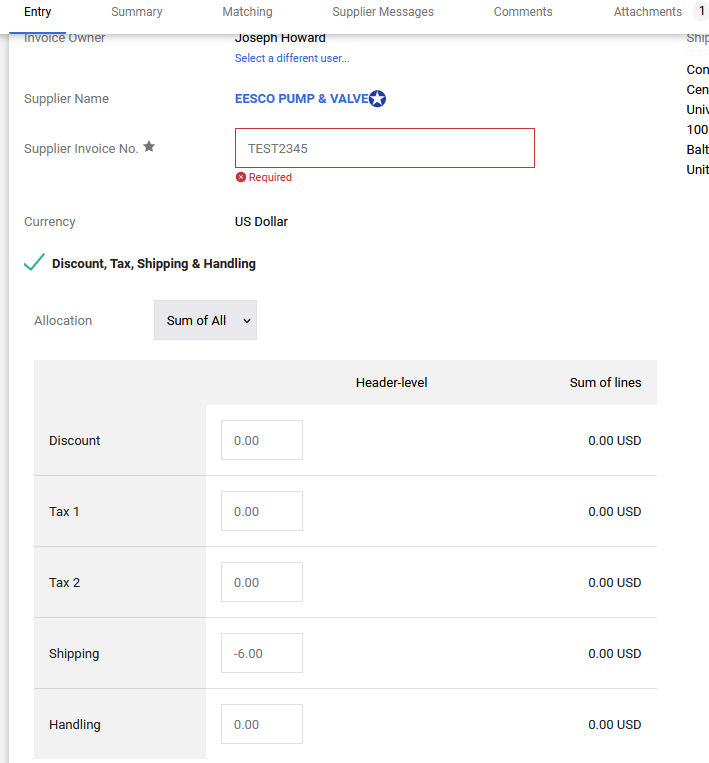 Entry Summary Matching Supplier Messages Comments Attachments 1
Invoice Owner Joseph Howard Ship
Select a different user...
Con
Cen
Supplier Name EESCO PUMP & VALVE
Univ
100
Supplier Invoice No. TEST2345 Balt
Unit
Required
Currency US Dollar
Discount, Tax, Shipping & Handling
Allocation Sum of All
Header-level Sum of lines
Discount 0.00 0.00 USD
Tax 1 0.00 0.00 USD
Tax 2 0.00 0.00 USD
Shipping -6.00 0.00 USD
Handling 0.00 0.00 USD